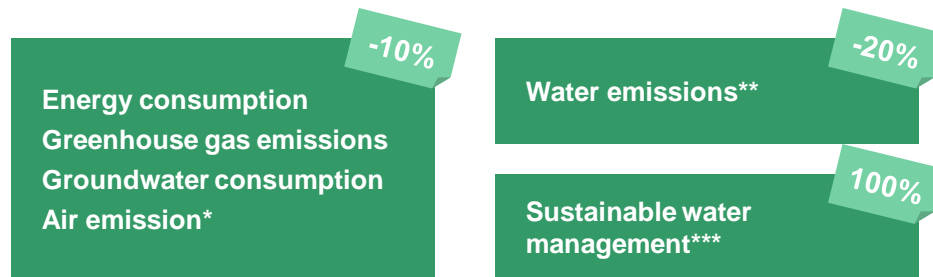 -10%
Energy consumption
Greenhouse gas emissions
Groundwater consumption
Air emission*
-20%
Water emissions**
100%
Sustainable water
management***